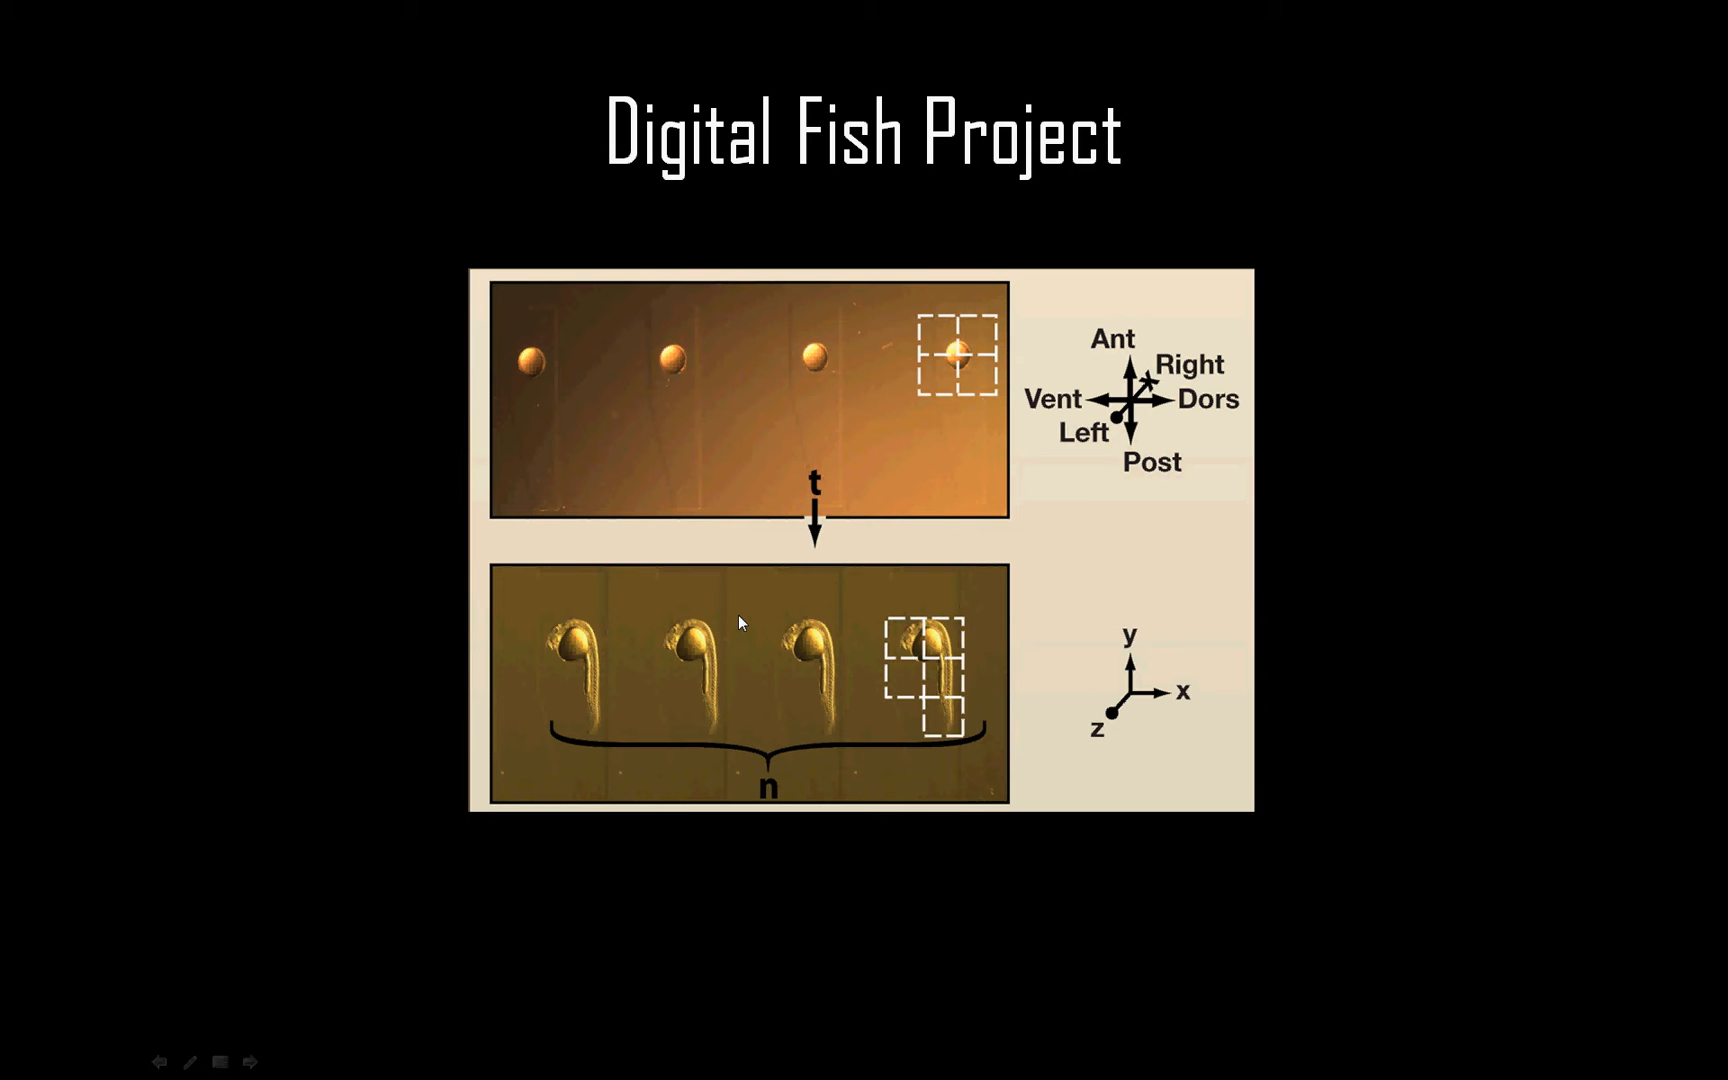 Digital Fish Project
Ant
Right
Vent
Dors
Left
Post
t
y
x
z
n